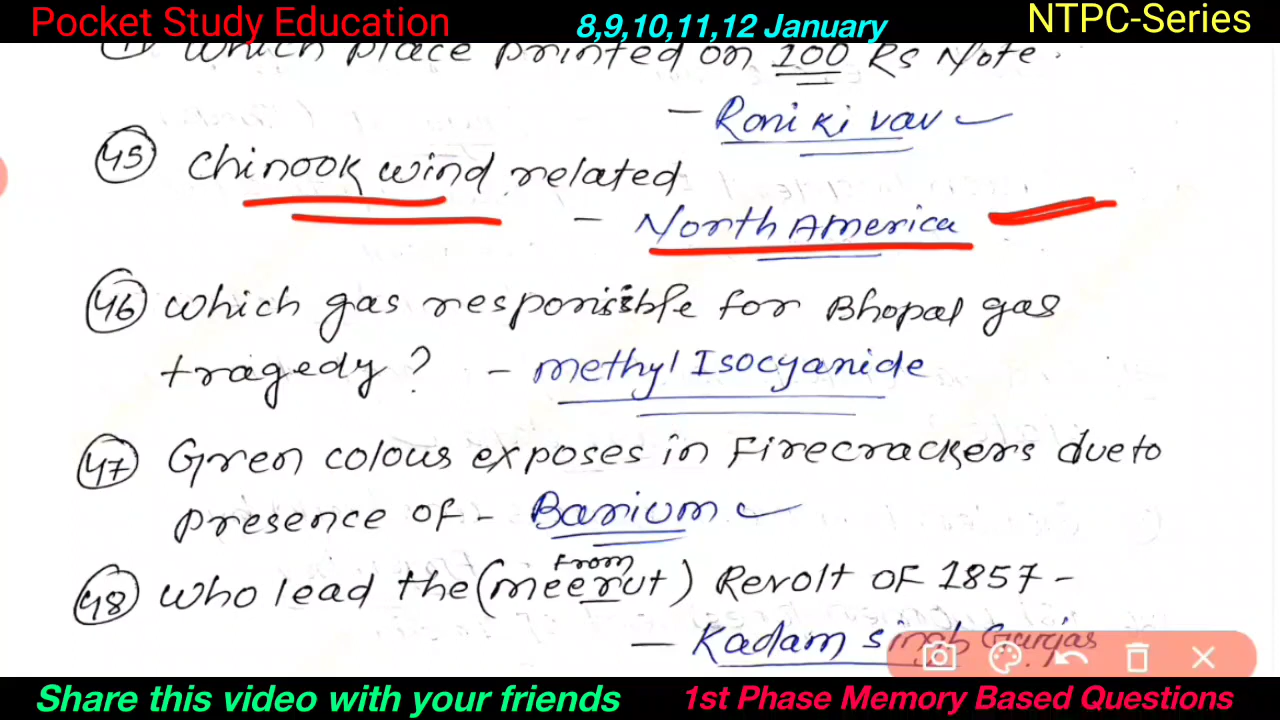 Pocket Study Education
8,9,10,11,12 January
NTPC-Series
Which place printed on 100 Rs Note.
- Rani ki vav
45 Chinook wind related
- North America
46 Which gas responsible for Bhopal gas
tragedy? - methyl Isocyanide
47 Green colous exposes in Firecrackers due to
presence of - Barium
48 Who lead the (from meerut) Revolt OF 1857 -
- Kadam singh Gurjas
Share this video with your friends
1st Phase Memory Based Questions